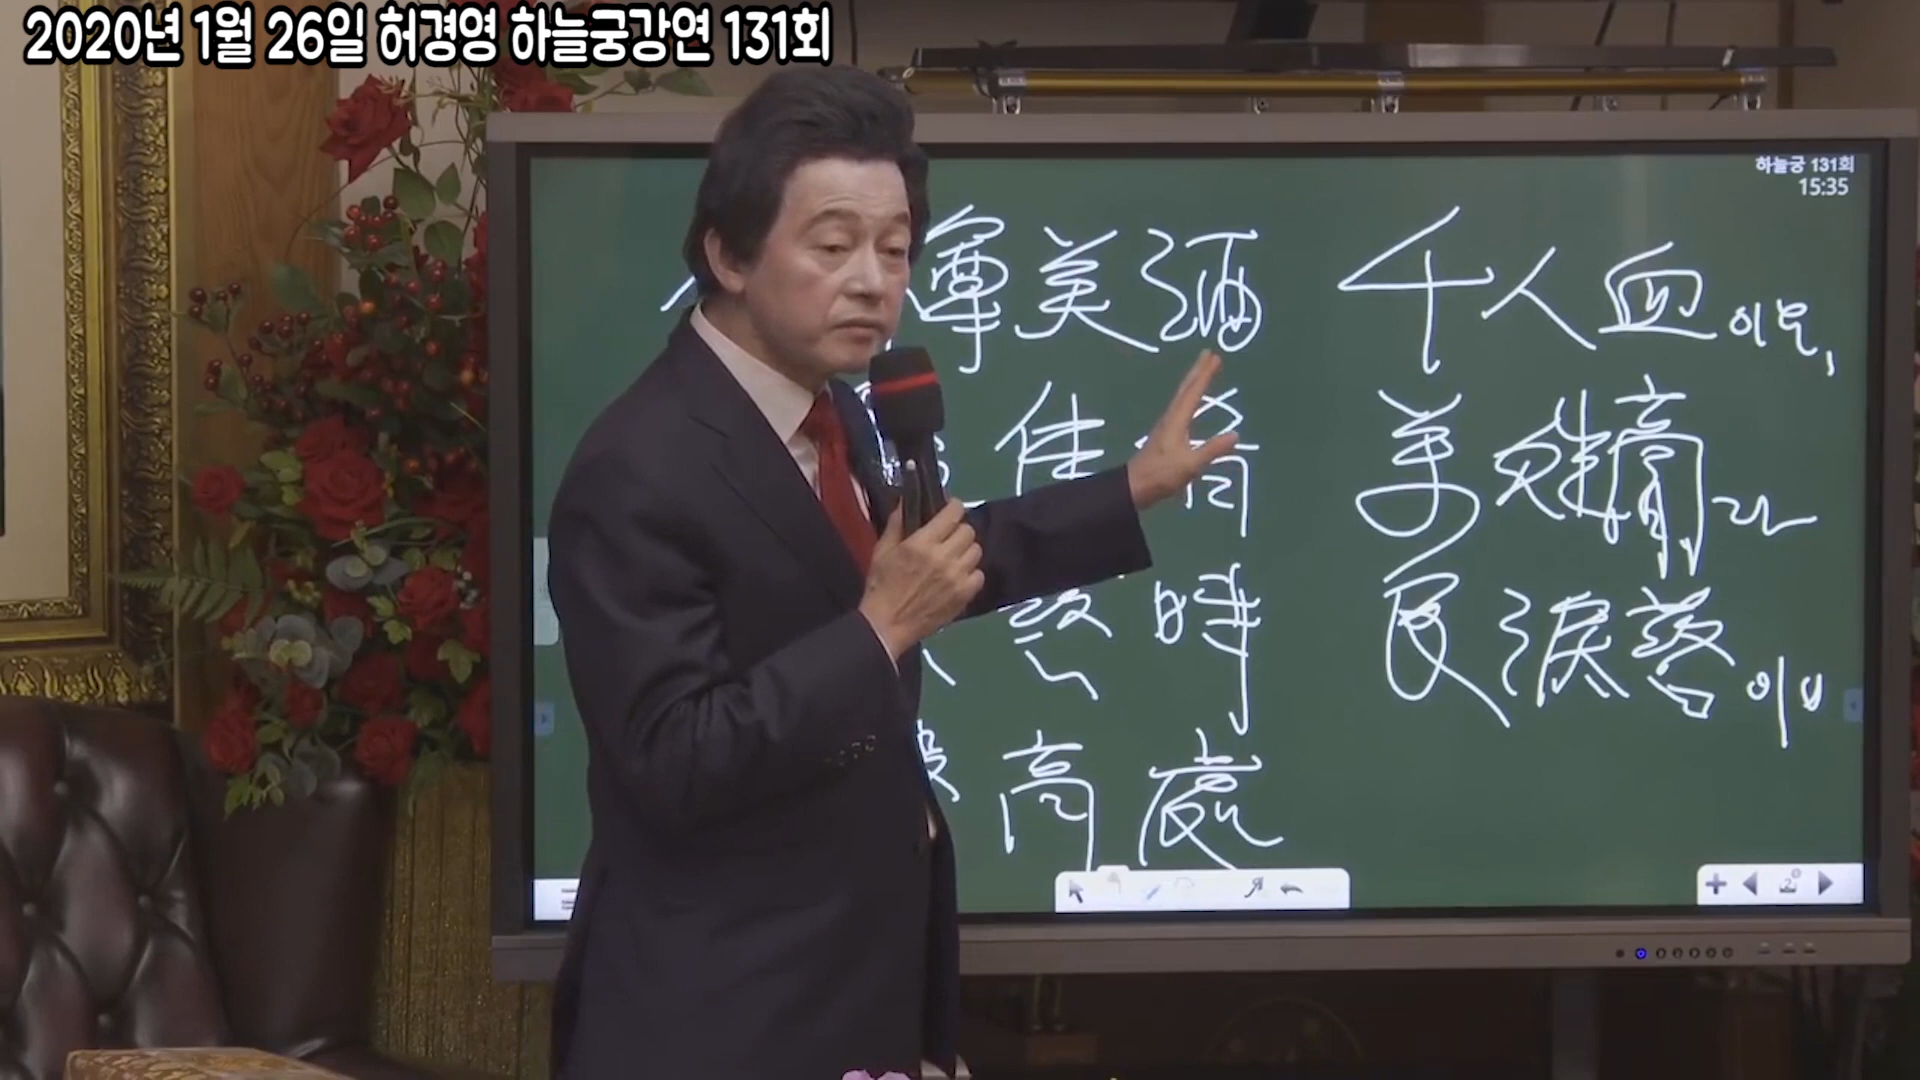 2020년 1월 26일 허경영 하늘궁강연 131회
하늘궁 131회
15:35
樽美酒 千人血이요,
佳肴 萬姓膏라
落時 民淚落이니
高處